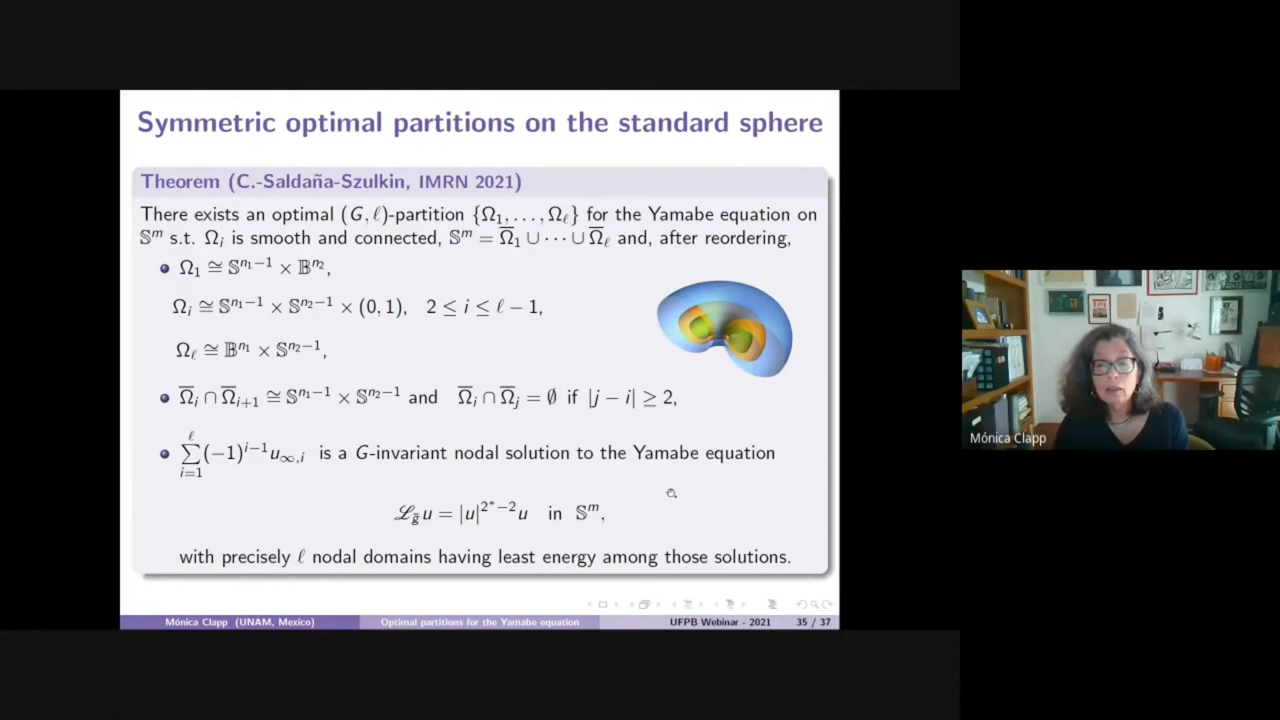 Symmetric optimal partitions on the standard sphere
Theorem (C.-Saldaña-Szulkin, IMRN 2021)
There exists an optimal (G, ℓ)-partition {Ω₁, . . . , Ω_ℓ} for the Yamabe equation on
𝕊ᵐ s.t. Ω_i is smooth and connected, 𝕊ᵐ = Ω̅₁ ∪ ··· ∪ Ω̅_ℓ and, after reordering,
• Ω₁ ≅ 𝕊^{n₁−1} × 𝔹^{n₂},
Ω_i ≅ 𝕊^{n₁−1} × 𝕊^{n₂−1} × (0, 1), 2 ≤ i ≤ ℓ − 1,
Ω_ℓ ≅ 𝔹^{n₁} × 𝕊^{n₂−1},
• Ω̅_i ∩ Ω̅_{i+1} ≅ 𝕊^{n₁−1} × 𝕊^{n₂−1} and Ω̅_i ∩ Ω̅_j = ∅ if |j − i| ≥ 2,
• ∑_{i=1}^{ℓ} (−1)^{i−1} u_{∞,i} is a G-invariant nodal solution to the Yamabe equation
ℒ_{g̅} u = |u|^{2*−2} u in 𝕊ᵐ,
with precisely ℓ nodal domains having least energy among those solutions.
Mónica Clapp (UNAM, Mexico) Optimal partitions for the Yamabe equation UFPB Webinar - 2021 35 / 37
Mónica Clapp